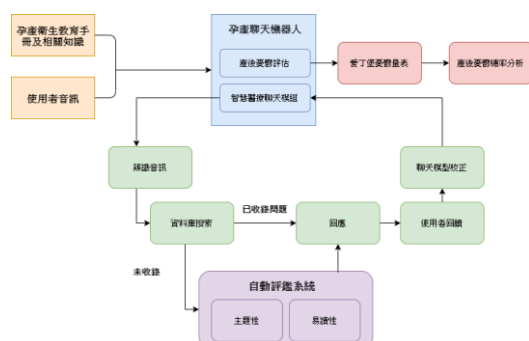 孕產衛生教育手
冊及相關知識
使用者音訊
孕產聊天機器人
產後憂鬱評估
智慧醫療聊天模組
愛丁堡憂鬱量表
產後憂鬱機率分析
辨識音訊
聊天模型校正
資料庫搜索
已收錄問題
回應
使用者回饋
未收錄
自動評鑑系統
主題性
易讀性